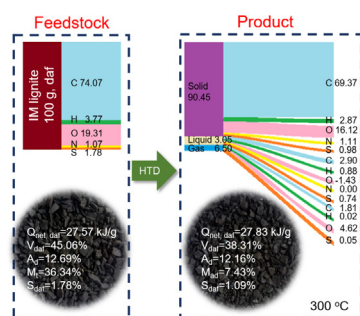 Feedstock
Product
IM lignite
100 g, daf
C 74.07
H 3.77
O 19.31
N 1.07
S 1.78
HTD
Solid
90.45
Liquid 3.05
Gas 6.50
C 69.37
H 2.87
O 16.12
N 1.11
S 0.98
C 2.90
H 0.88
O -1.43
N 0.00
S 0.74
C 1.81
H 0.02
O 4.62
S 0.05
Qnet, daf=27.57 kJ/g
Vdaf=45.06%
Ad=12.69%
Mt=36.34%
Sdaf=1.78%
Qnet, daf=27.83 kJ/g
Vdaf=38.31%
Ad=12.16%
Mad=7.43%
Sdaf=1.09%
300 °C